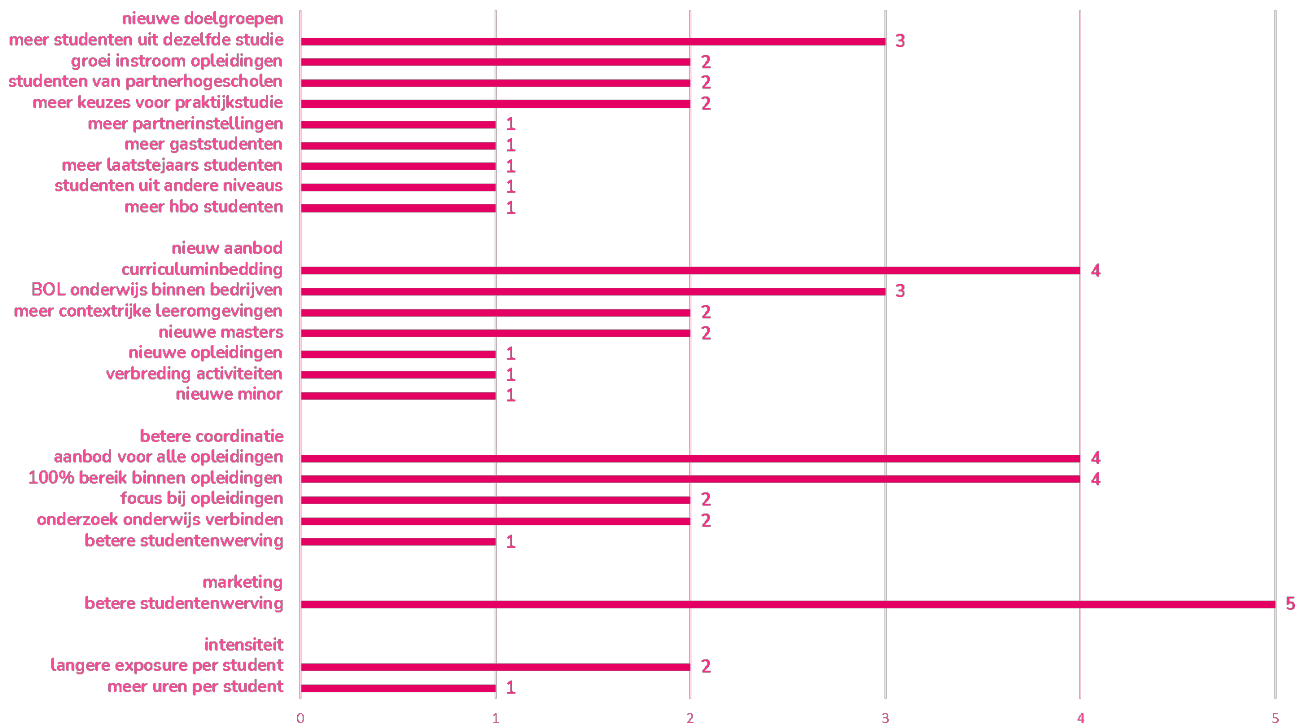 nieuwe doelgroepen
meer studenten uit dezelfde studie 3
groei instroom opleidingen 2
studenten van partnerhogescholen 2
meer keuzes voor praktijkstudie 2
meer partnerinstellingen 1
meer gaststudenten 1
meer laatstejaars studenten 1
studenten uit andere niveaus 1
meer hbo studenten 1
nieuw aanbod
curriculuminbedding 4
BOL onderwijs binnen bedrijven 3
meer contextrijke leeromgevingen 2
nieuwe masters 2
nieuwe opleidingen 1
verbreding activiteiten 1
nieuwe minor 1
betere coordinatie
aanbod voor alle opleidingen 4
100% bereik binnen opleidingen 4
focus bij opleidingen 2
onderzoek onderwijs verbinden 2
betere studentenwerving 1
marketing
betere studentenwerving 5
intensiteit
langere exposure per student 2
meer uren per student 1
0 1 2 3 4 5